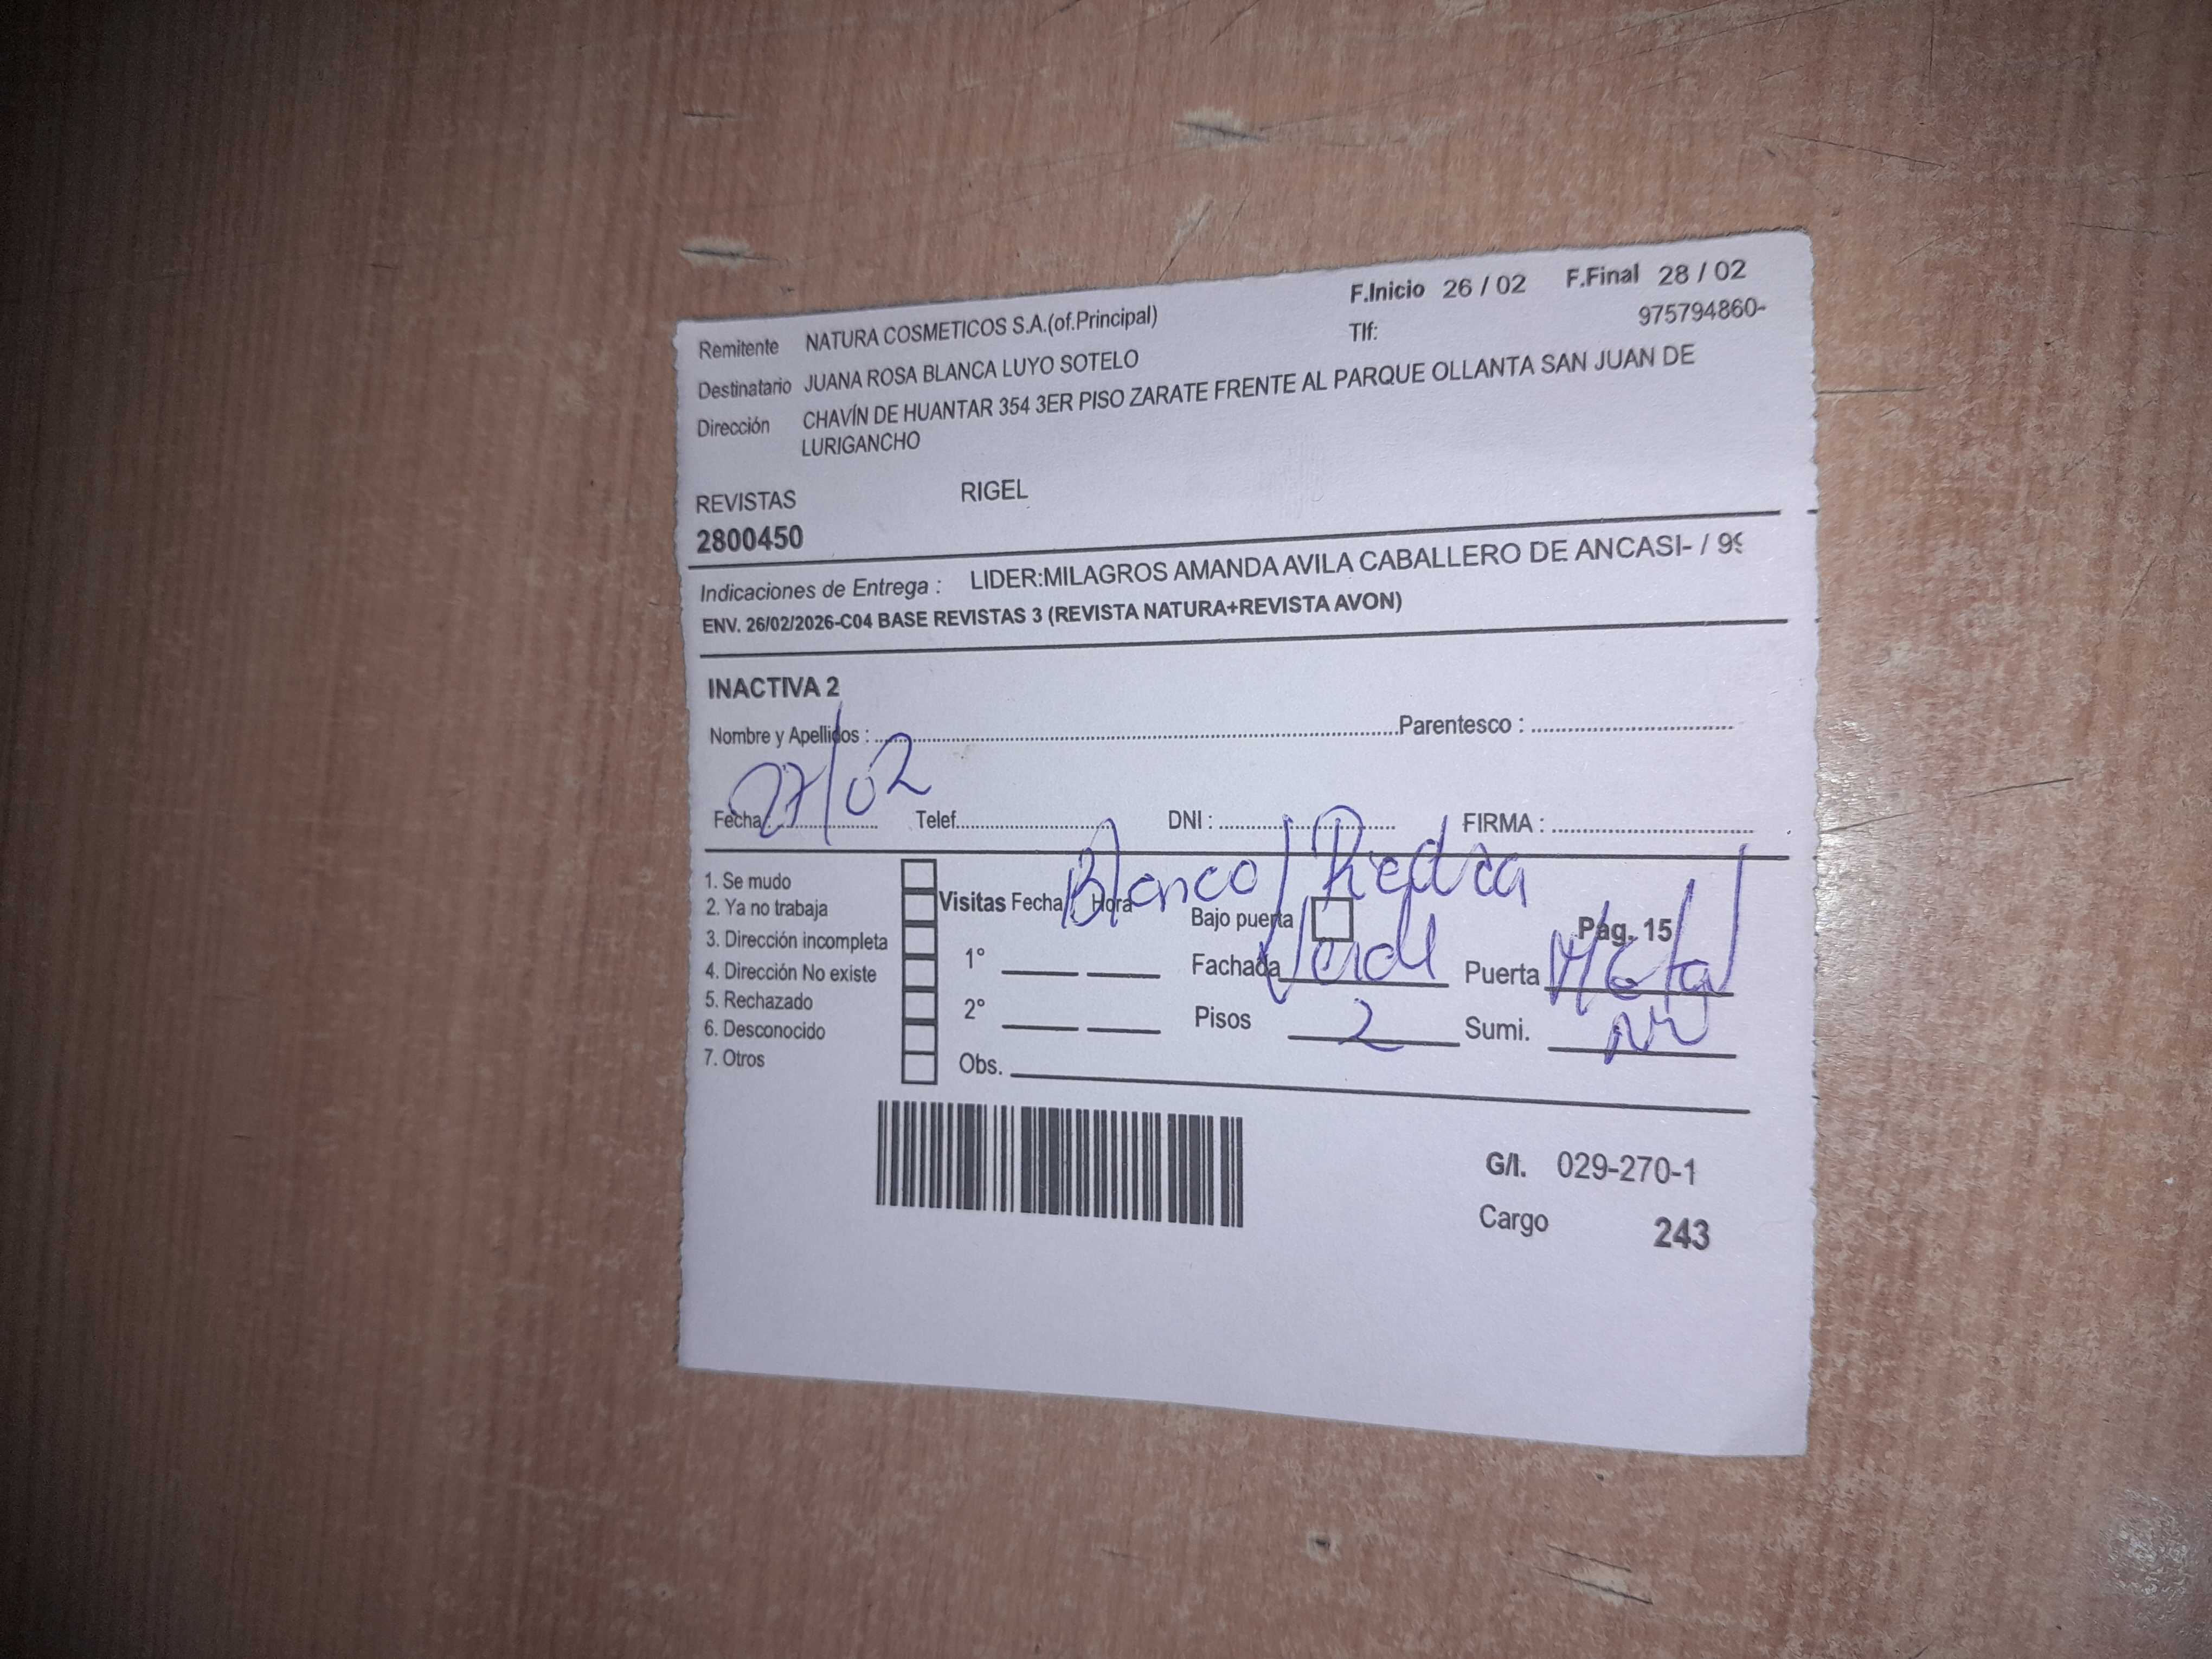 F.Inicio 26 / 02 F.Final 28 / 02
Remitente NATURA COSMETICOS S.A.(of.Principal) Tlf: 975794860-
Destinatario JUANA ROSA BLANCA LUYO SOTELO
Dirección CHAVÍN DE HUANTAR 354 3ER PISO ZARATE FRENTE AL PARQUE OLLANTA SAN JUAN DE
LURIGANCHO
REVISTAS RIGEL
2800450
Indicaciones de Entrega : LIDER:MILAGROS AMANDA AVILA CABALLERO DE ANCASI- / 99
ENV. 26/02/2026-C04 BASE REVISTAS 3 (REVISTA NATURA+REVISTA AVON)
INACTIVA 2
Nombre y Apellidos : Parentesco :
27/02
Fecha: Telef. DNI : FIRMA :
Blanco/Piedra
1. Se mudo
2. Ya no trabaja Visitas Fecha Hora Bajo puerta Pág. 15
3. Dirección incompleta
4. Dirección No existe 1° Fachada Verde Puerta Metal
5. Rechazado
6. Desconocido 2° Pisos 2 Sumi.
7. Otros Obs.
G/I. 029-270-1
Cargo 243